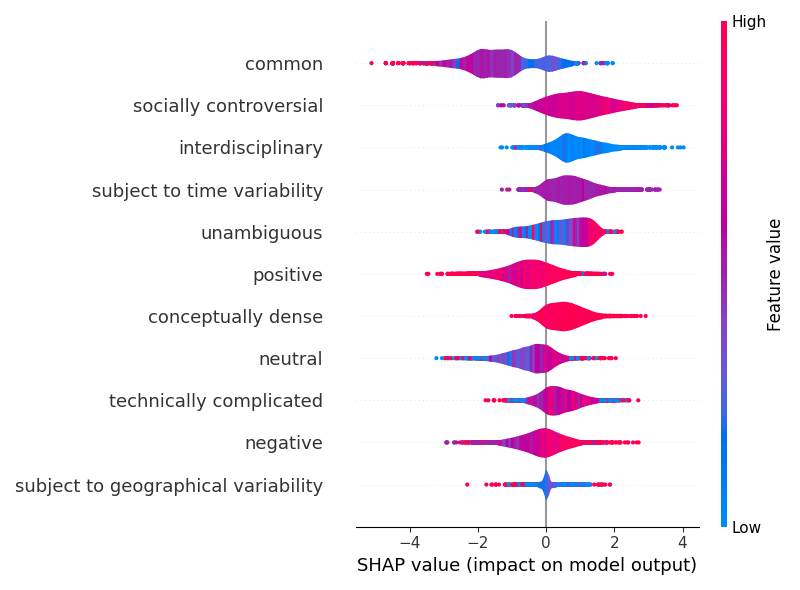 High
common
socially controversial
interdisciplinary
subject to time variability
unambiguous
positive
conceptually dense
neutral
technically complicated
negative
subject to geographical variability
Low
Feature value
−4 −2 0 2 4
SHAP value (impact on model output)